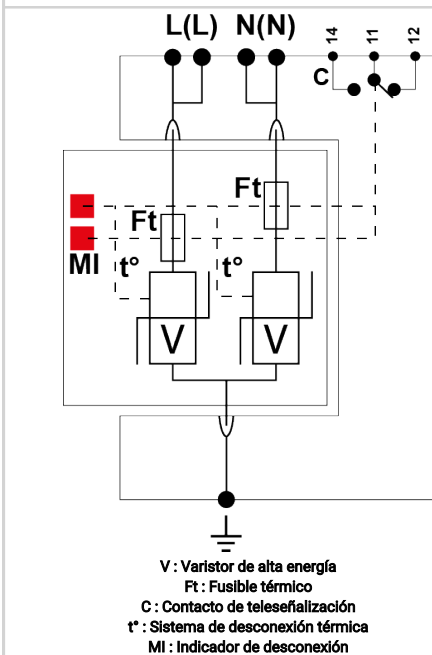 L(L) N(N)
14 11 12
C
Ft
Ft
MI
t°
t°
V
V
V : Varistor de alta energía
Ft : Fusible térmico
C : Contacto de teleseñalización
t° : Sistema de desconexión térmica
MI : Indicador de desconexión